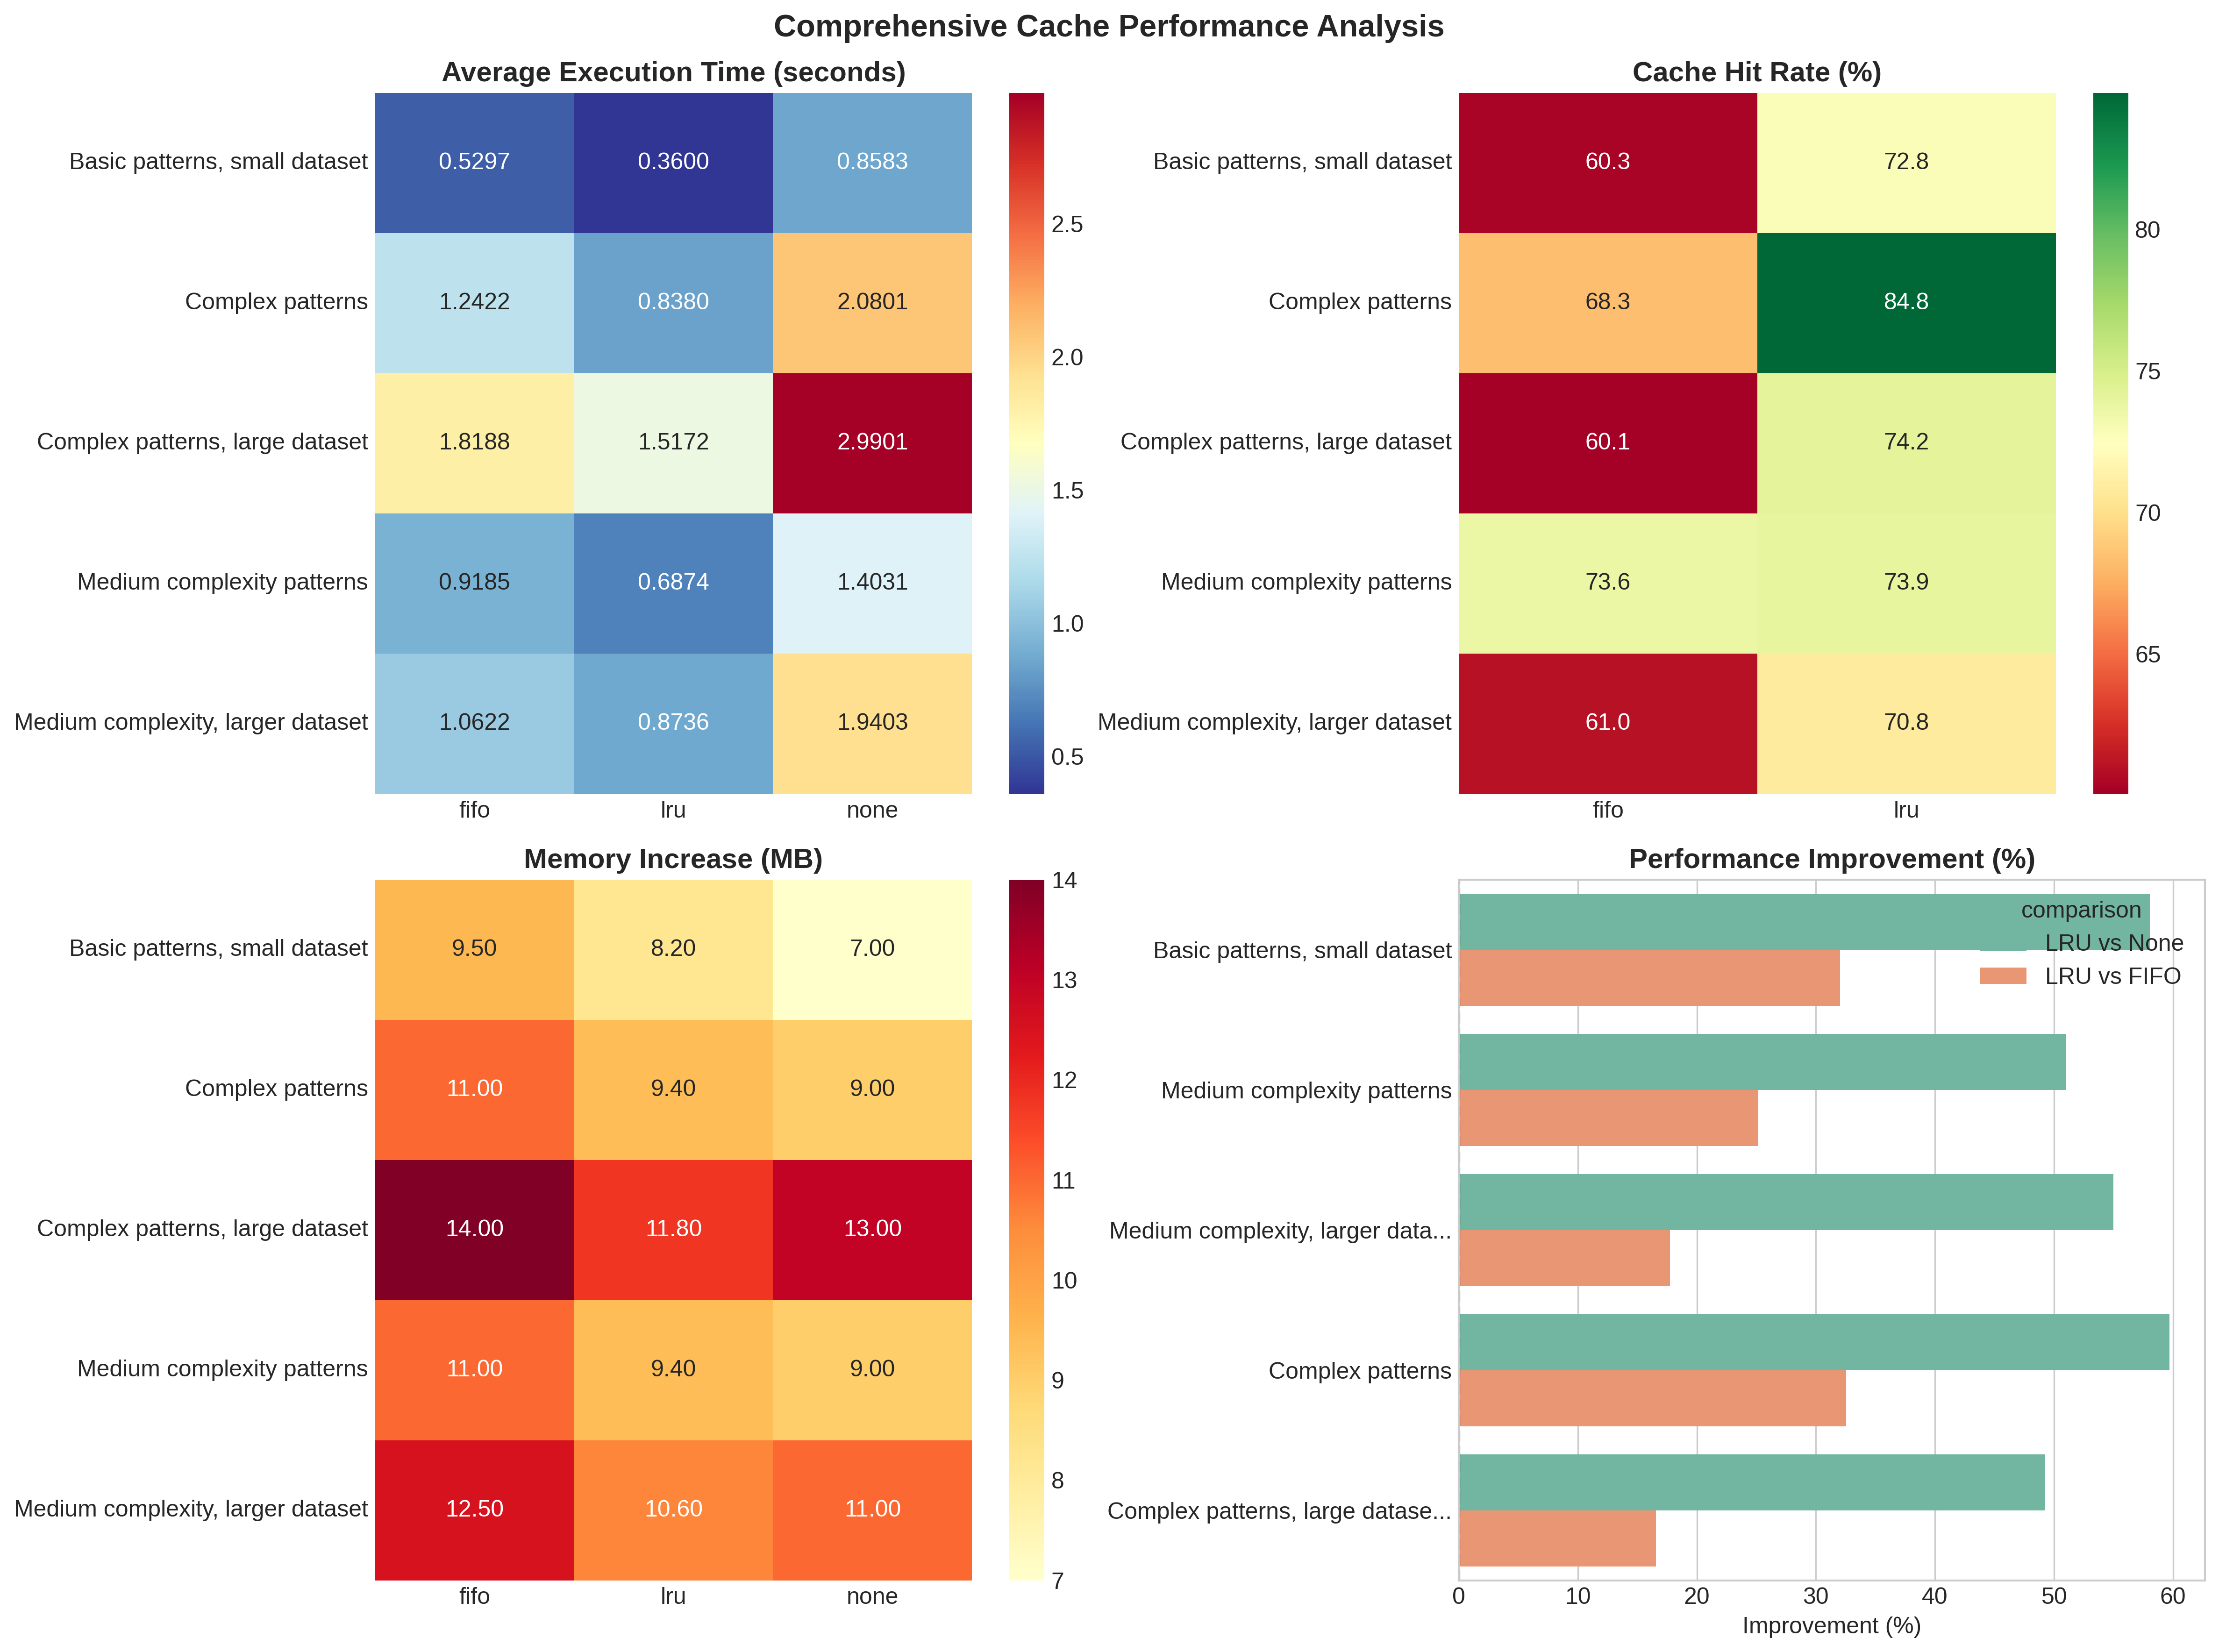 Comprehensive Cache Performance Analysis
Average Execution Time (seconds)
Basic patterns, small dataset 0.5297 0.3600 0.8583
Complex patterns 1.2422 0.8380 2.0801
Complex patterns, large dataset 1.8188 1.5172 2.9901
Medium complexity patterns 0.9185 0.6874 1.4031
Medium complexity, larger dataset 1.0622 0.8736 1.9403
fifo lru none
2.5
2.0
1.5
1.0
0.5
Cache Hit Rate (%)
Basic patterns, small dataset 60.3 72.8
Complex patterns 68.3 84.8
Complex patterns, large dataset 60.1 74.2
Medium complexity patterns 73.6 73.9
Medium complexity, larger dataset 61.0 70.8
fifo lru
80
75
70
65
Memory Increase (MB)
Basic patterns, small dataset 9.50 8.20 7.00
Complex patterns 11.00 9.40 9.00
Complex patterns, large dataset 14.00 11.80 13.00
Medium complexity patterns 11.00 9.40 9.00
Medium complexity, larger dataset 12.50 10.60 11.00
fifo lru none
14
13
12
11
10
9
8
7
Performance Improvement (%)
comparison
LRU vs None
LRU vs FIFO
Basic patterns, small dataset
Medium complexity patterns
Medium complexity, larger data...
Complex patterns
Complex patterns, large datase...
0 10 20 30 40 50 60
Improvement (%)